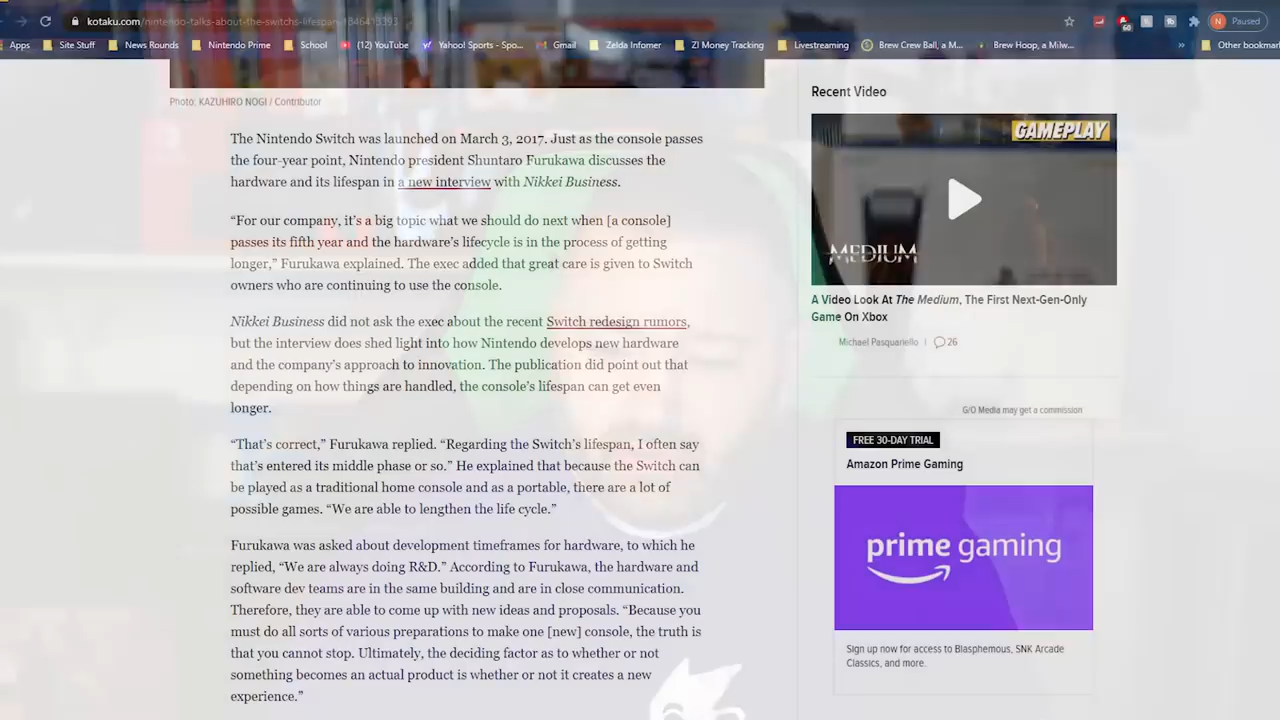 kotaku.com/nintendo-talks-about-the-switchs-lifespan-1846413393
N Paused
Apps Site Stuff News Rounds Nintendo Prime School (12) YouTube Yahoo! Sports - Spo... Gmail Zelda Infomer ZI Money Tracking Livestreaming Brew Crew Ball, a M... Brew Hoop, a Milw... » Other bookmar
Photo: KAZUHIRO NOGI / Contributor
The Nintendo Switch was launched on March 3, 2017. Just as the console passes
the four-year point, Nintendo president Shuntaro Furukawa discusses the
hardware and its lifespan in a new interview with Nikkei Business.
“For our company, it’s a big topic what we should do next when [a console]
passes its fifth year and the hardware’s lifecycle is in the process of getting
longer,” Furukawa explained. The exec added that great care is given to Switch
owners who are continuing to use the console.
Nikkei Business did not ask the exec about the recent Switch redesign rumors,
but the interview does shed light into how Nintendo develops new hardware
and the company’s approach to innovation. The publication did point out that
depending on how things are handled, the console’s lifespan can get even
longer.
“That’s correct,” Furukawa replied. “Regarding the Switch’s lifespan, I often say
that’s entered its middle phase or so.” He explained that because the Switch can
be played as a traditional home console and as a portable, there are a lot of
possible games. “We are able to lengthen the life cycle.”
Furukawa was asked about development timeframes for hardware, to which he
replied, “We are always doing R&D.” According to Furukawa, the hardware and
software dev teams are in the same building and are in close communication.
Therefore, they are able to come up with new ideas and proposals. “Because you
must do all sorts of various preparations to make one [new] console, the truth is
that you cannot stop. Ultimately, the deciding factor as to whether or not
something becomes an actual product is whether or not it creates a new
experience.”
Recent Video
GAMEPLAY
MEDIUM
A Video Look At The Medium, The First Next-Gen-Only
Game On Xbox
Michael Pasquariello | 26
G/O Media may get a commission
FREE 30-DAY TRIAL
Amazon Prime Gaming
prime gaming
Sign up now for access to Blasphemous, SNK Arcade
Classics, and more.